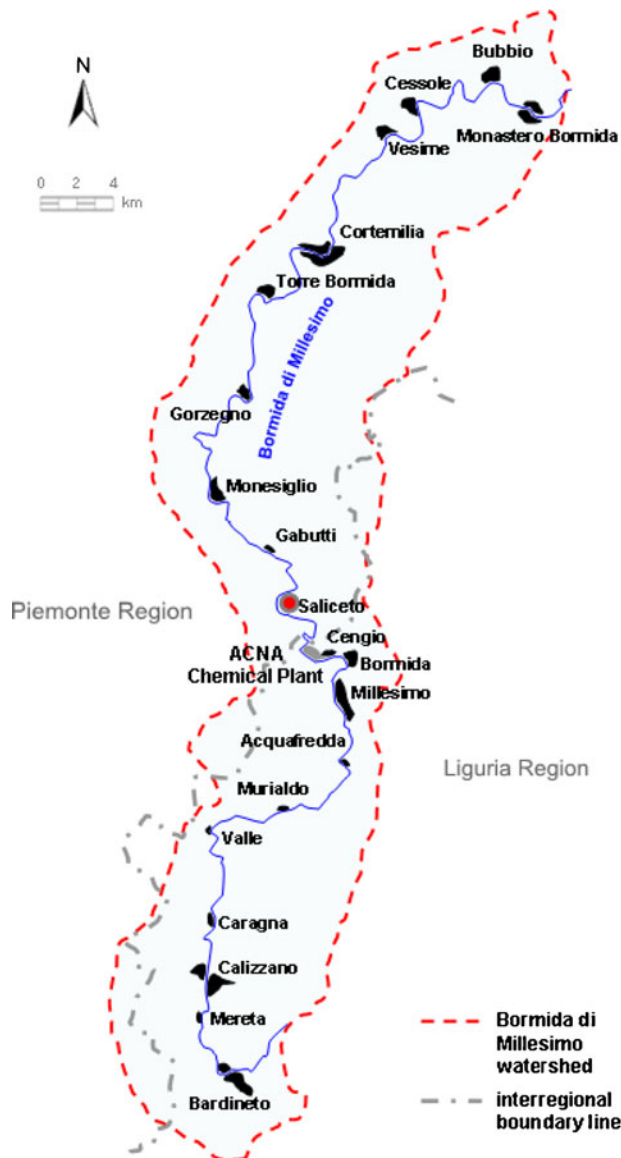 N
0 2 4
km
Bubbio
Cessole
Monastero Bormida
Vesime
Cortemilia
Torre Bormida
Bormida di Millesimo
Gorzegno
Monesiglio
Gabutti
Piemonte Region
Saliceto
Cengio
ACNA
Chemical Plant
Bormida
Millesimo
Acquafredda
Liguria Region
Murialdo
Valle
Caragna
Calizzano
Mereta
Bardineto
Bormida di
Millesimo
watershed
interregional
boundary line